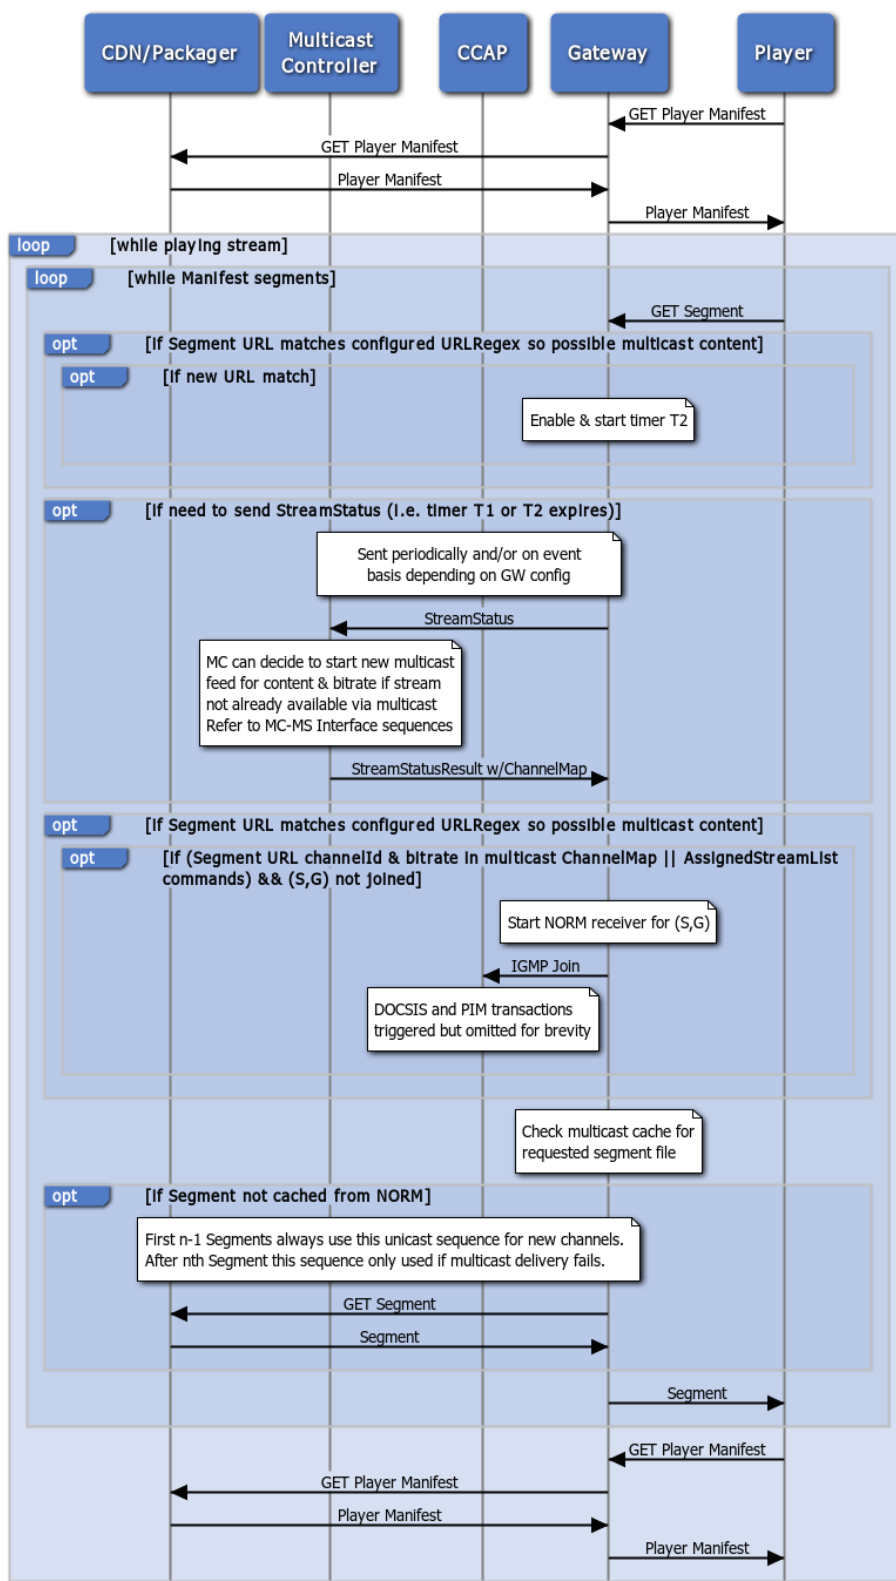 CDN/Packager
Multicast
Controller
CCAP
Gateway
Player
GET Player Manifest
GET Player Manifest
Player Manifest
Player Manifest
loop
[while playing stream]
loop
[while Manifest segments]
GET Segment
opt
[if Segment URL matches configured URLRegex so possible multicast content]
opt
[if new URL match]
Enable & start timer T2
opt
[if need to send StreamStatus (i.e. timer T1 or T2 expires)]
Sent periodically and/or on event
basis depending on GW config
StreamStatus
MC can decide to start new multicast
feed for content & bitrate if stream
not already available via multicast
Refer to MC-MS Interface sequences
StreamStatusResult w/ChannelMap
opt
[if Segment URL matches configured URLRegex so possible multicast content]
opt
[if (Segment URL channelId & bitrate in multicast ChannelMap || AssignedStreamList
commands) && (S,G) not joined]
Start NORM receiver for (S,G)
IGMP Join
DOCSIS and PIM transactions
triggered but omitted for brevity
Check multicast cache for
requested segment file
opt
[if Segment not cached from NORM]
First n-1 Segments always use this unicast sequence for new channels.
After nth Segment this sequence only used if multicast delivery fails.
GET Segment
Segment
Segment
GET Player Manifest
GET Player Manifest
Player Manifest
Player Manifest